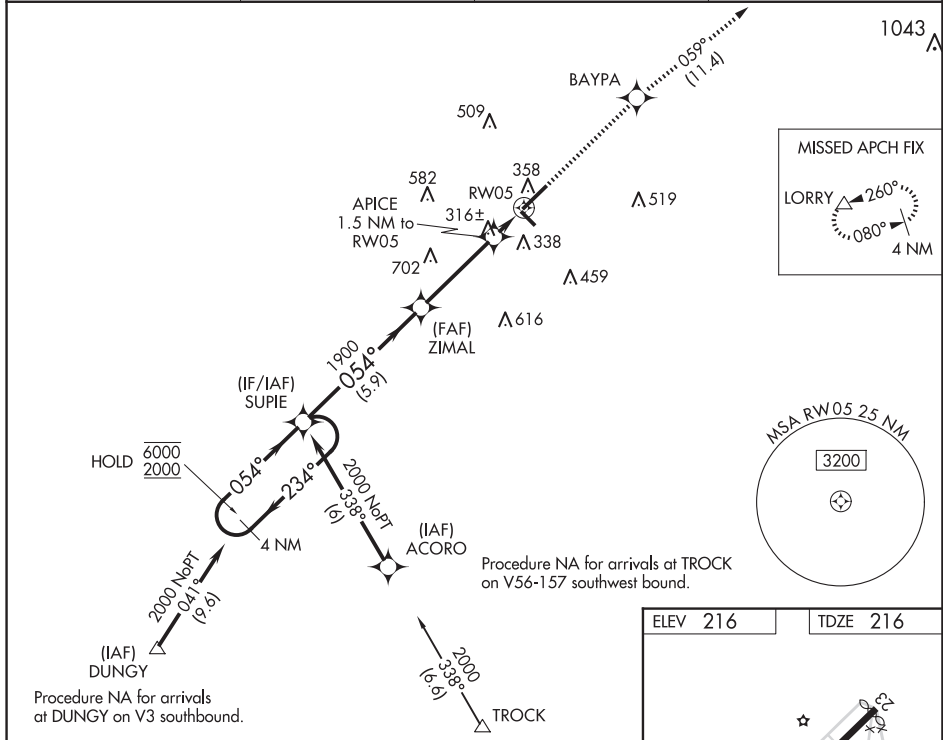 1043
059°
(11.4)
BAYPA
509
MISSED APCH FIX
LORRY
260°
080°
4 NM
582
358
RW05
519
APICE
1.5 NM to
RW05
316±
338
702
459
616
(FAF)
ZIMAL
1900
054°
(5.9)
(IF/IAF)
SUPIE
MSA RW05 25 NM
3200
HOLD
6000
2000
054°
234°
4 NM
2000 NoPT
338°
(6)
(IAF)
ACORO
Procedure NA for arrivals at TROCK
on V56-157 southwest bound.
2000 NoPT
041°
(9.6)
(IAF)
DUNGY
Procedure NA for arrivals
at DUNGY on V3 southbound.
2000
338°
(6.6)
TROCK
ELEV 216
TDZE 216
23